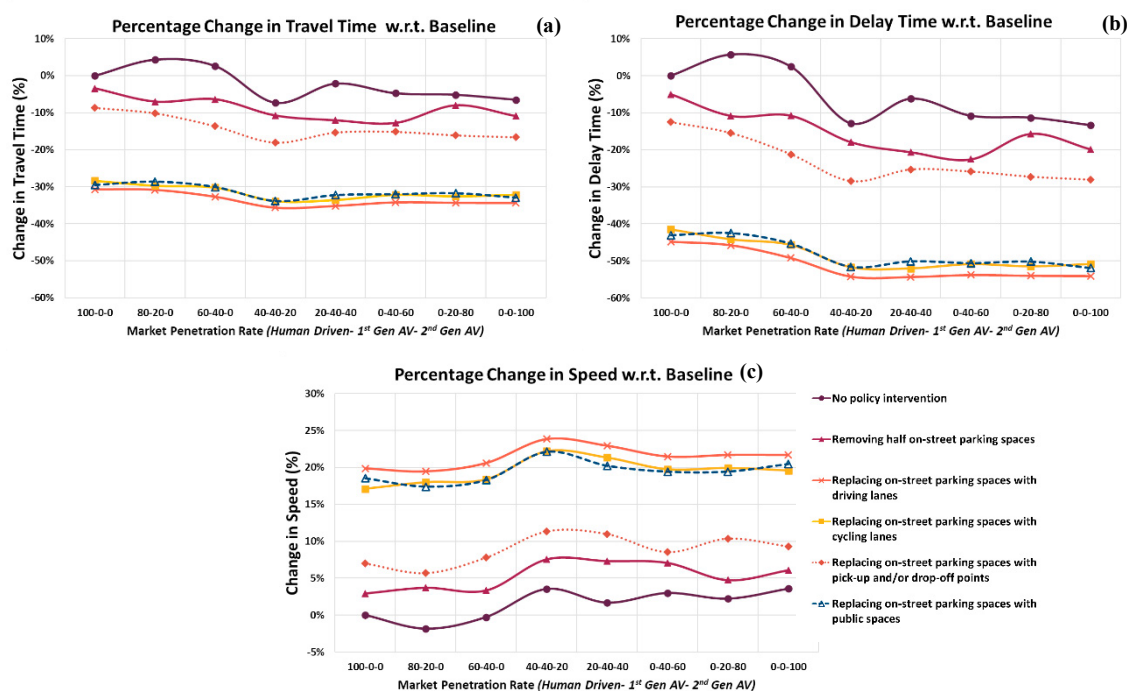 Percentage Change in Travel Time w.r.t. Baseline
(a)
10%
0%
-10%
-20%
-30%
-40%
-50%
-60%
Change in Travel Time (%)
100-0-0 80-20-0 60-40-0 40-40-20 20-40-40 0-40-60 0-20-80 0-0-100
Market Penetration Rate (Human Driven- 1st Gen AV- 2nd Gen AV)
Percentage Change in Delay Time w.r.t. Baseline
(b)
10%
0%
-10%
-20%
-30%
-40%
-50%
-60%
Change in Delay Time (%)
100-0-0 80-20-0 60-40-0 40-40-20 20-40-40 0-40-60 0-20-80 0-0-100
Market Penetration Rate (Human Driven- 1st Gen AV- 2nd Gen AV)
Percentage Change in Speed w.r.t. Baseline
(c)
30%
25%
20%
15%
10%
5%
0%
-5%
Change in Speed (%)
100-0-0 80-20-0 60-40-0 40-40-20 20-40-40 0-40-60 0-20-80 0-0-100
Market Penetration Rate (Human Driven- 1st Gen AV- 2nd Gen AV)
No policy intervention
Removing half on-street parking spaces
Replacing on-street parking spaces with
driving lanes
Replacing on-street parking spaces with
cycling lanes
Replacing on-street parking spaces with
pick-up and/or drop-off points
Replacing on-street parking spaces with
public spaces